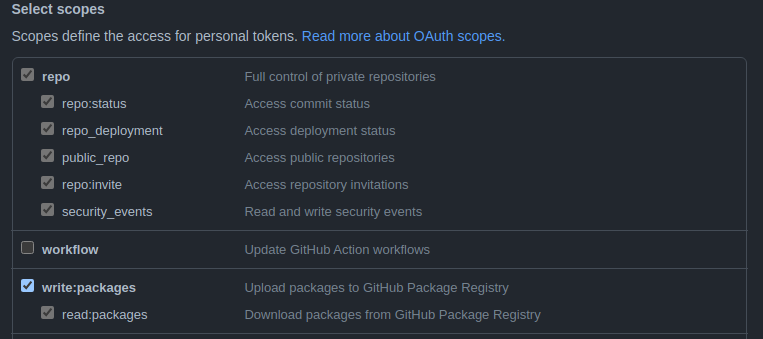 Select scopes
Scopes define the access for personal tokens. Read more about OAuth scopes.
repo Full control of private repositories
repo:status Access commit status
repo_deployment Access deployment status
public_repo Access public repositories
repo:invite Access repository invitations
security_events Read and write security events
workflow Update GitHub Action workflows
write:packages Upload packages to GitHub Package Registry
read:packages Download packages from GitHub Package Registry